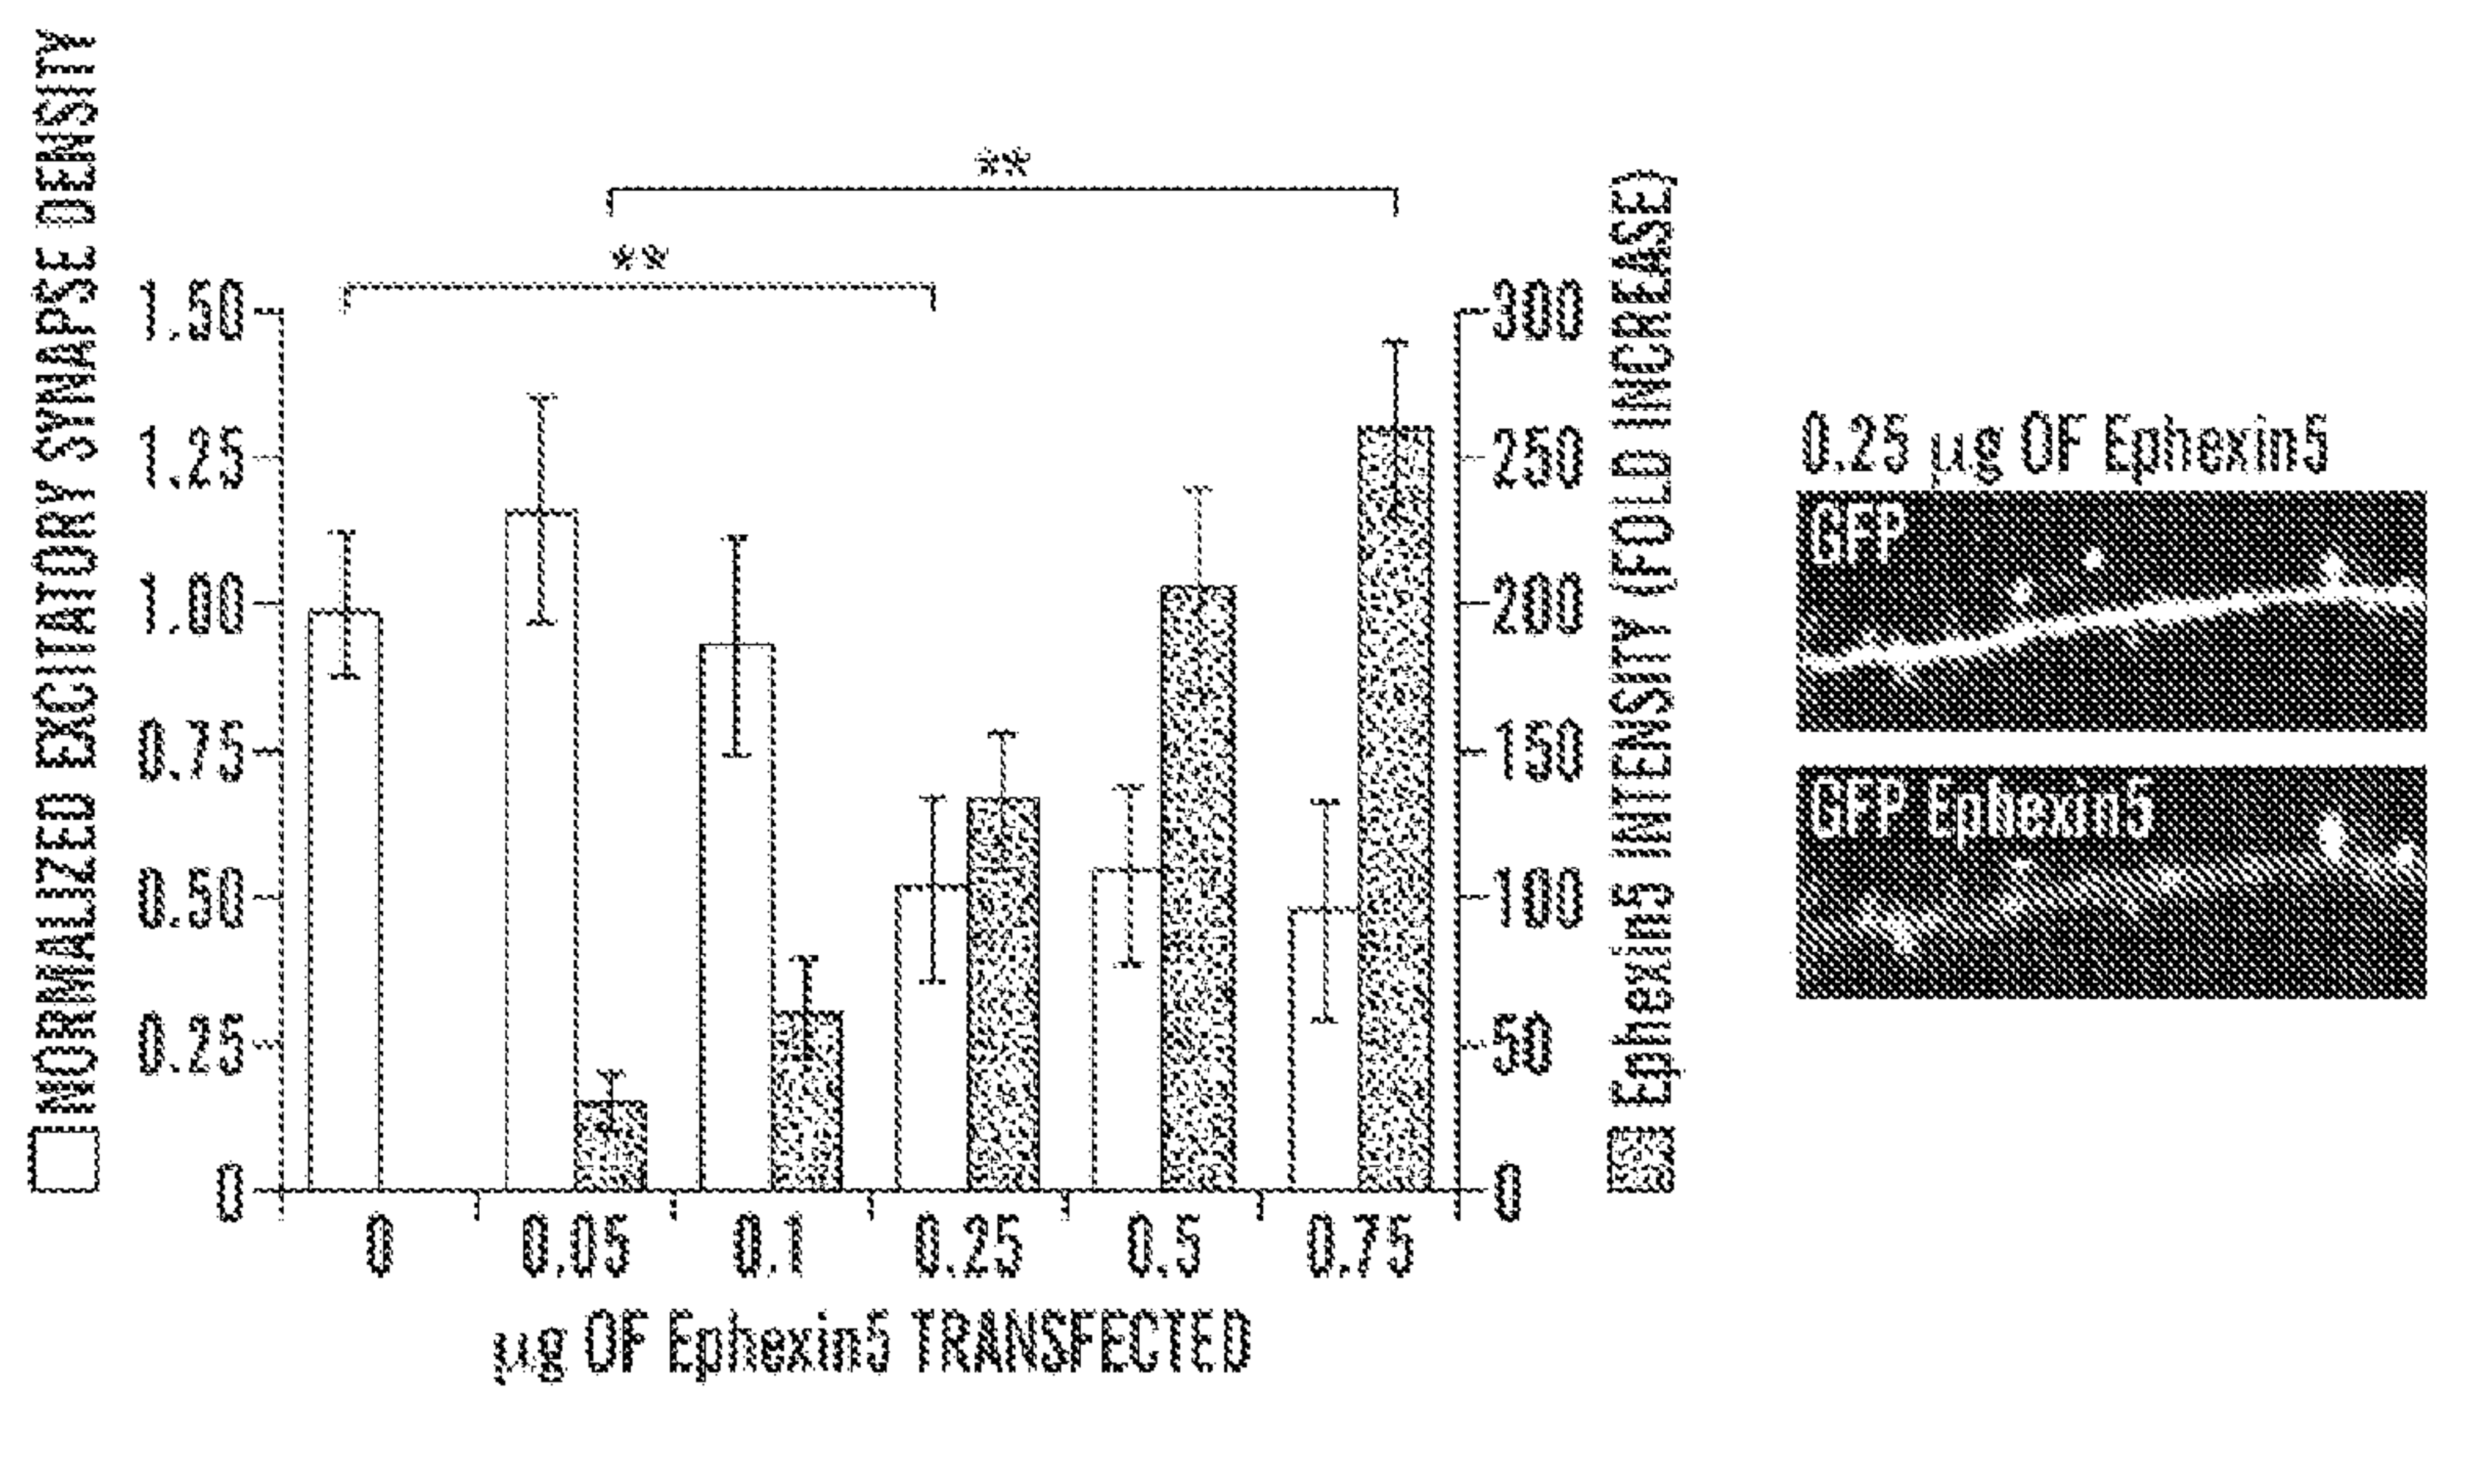 NORMALIZED EXCITATORY SYNAPSE DENSITY
1.50
1.25
1.00
0.75
0.50
0.25
0
**
**
300
250
200
150
100
50
0
Ephexin5 INTENSITY (FOLD INCREASE)
0 0.05 0.1 0.25 0.5 0.75
µg OF Ephexin5 TRANSFECTED
0.25 µg OF Ephexin5
GFP
GFP Ephexin5